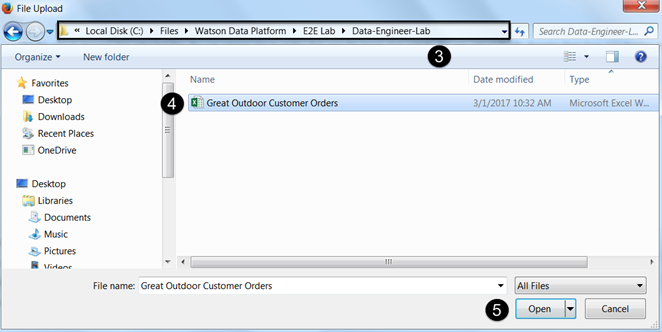 File Upload
« Local Disk (C:) Files Watson Data Platform E2E Lab Data-Engineer-Lab Search Data-Engineer-L...
Organize New folder 3
Name Date modified Type
Favorites
Desktop
Downloads
Recent Places
OneDrive
4 Great Outdoor Customer Orders 3/1/2017 10:32 AM Microsoft Excel W...
Desktop
Libraries
Documents
Music
Pictures
Videos
File name: Great Outdoor Customer Orders All Files
5 Open Cancel